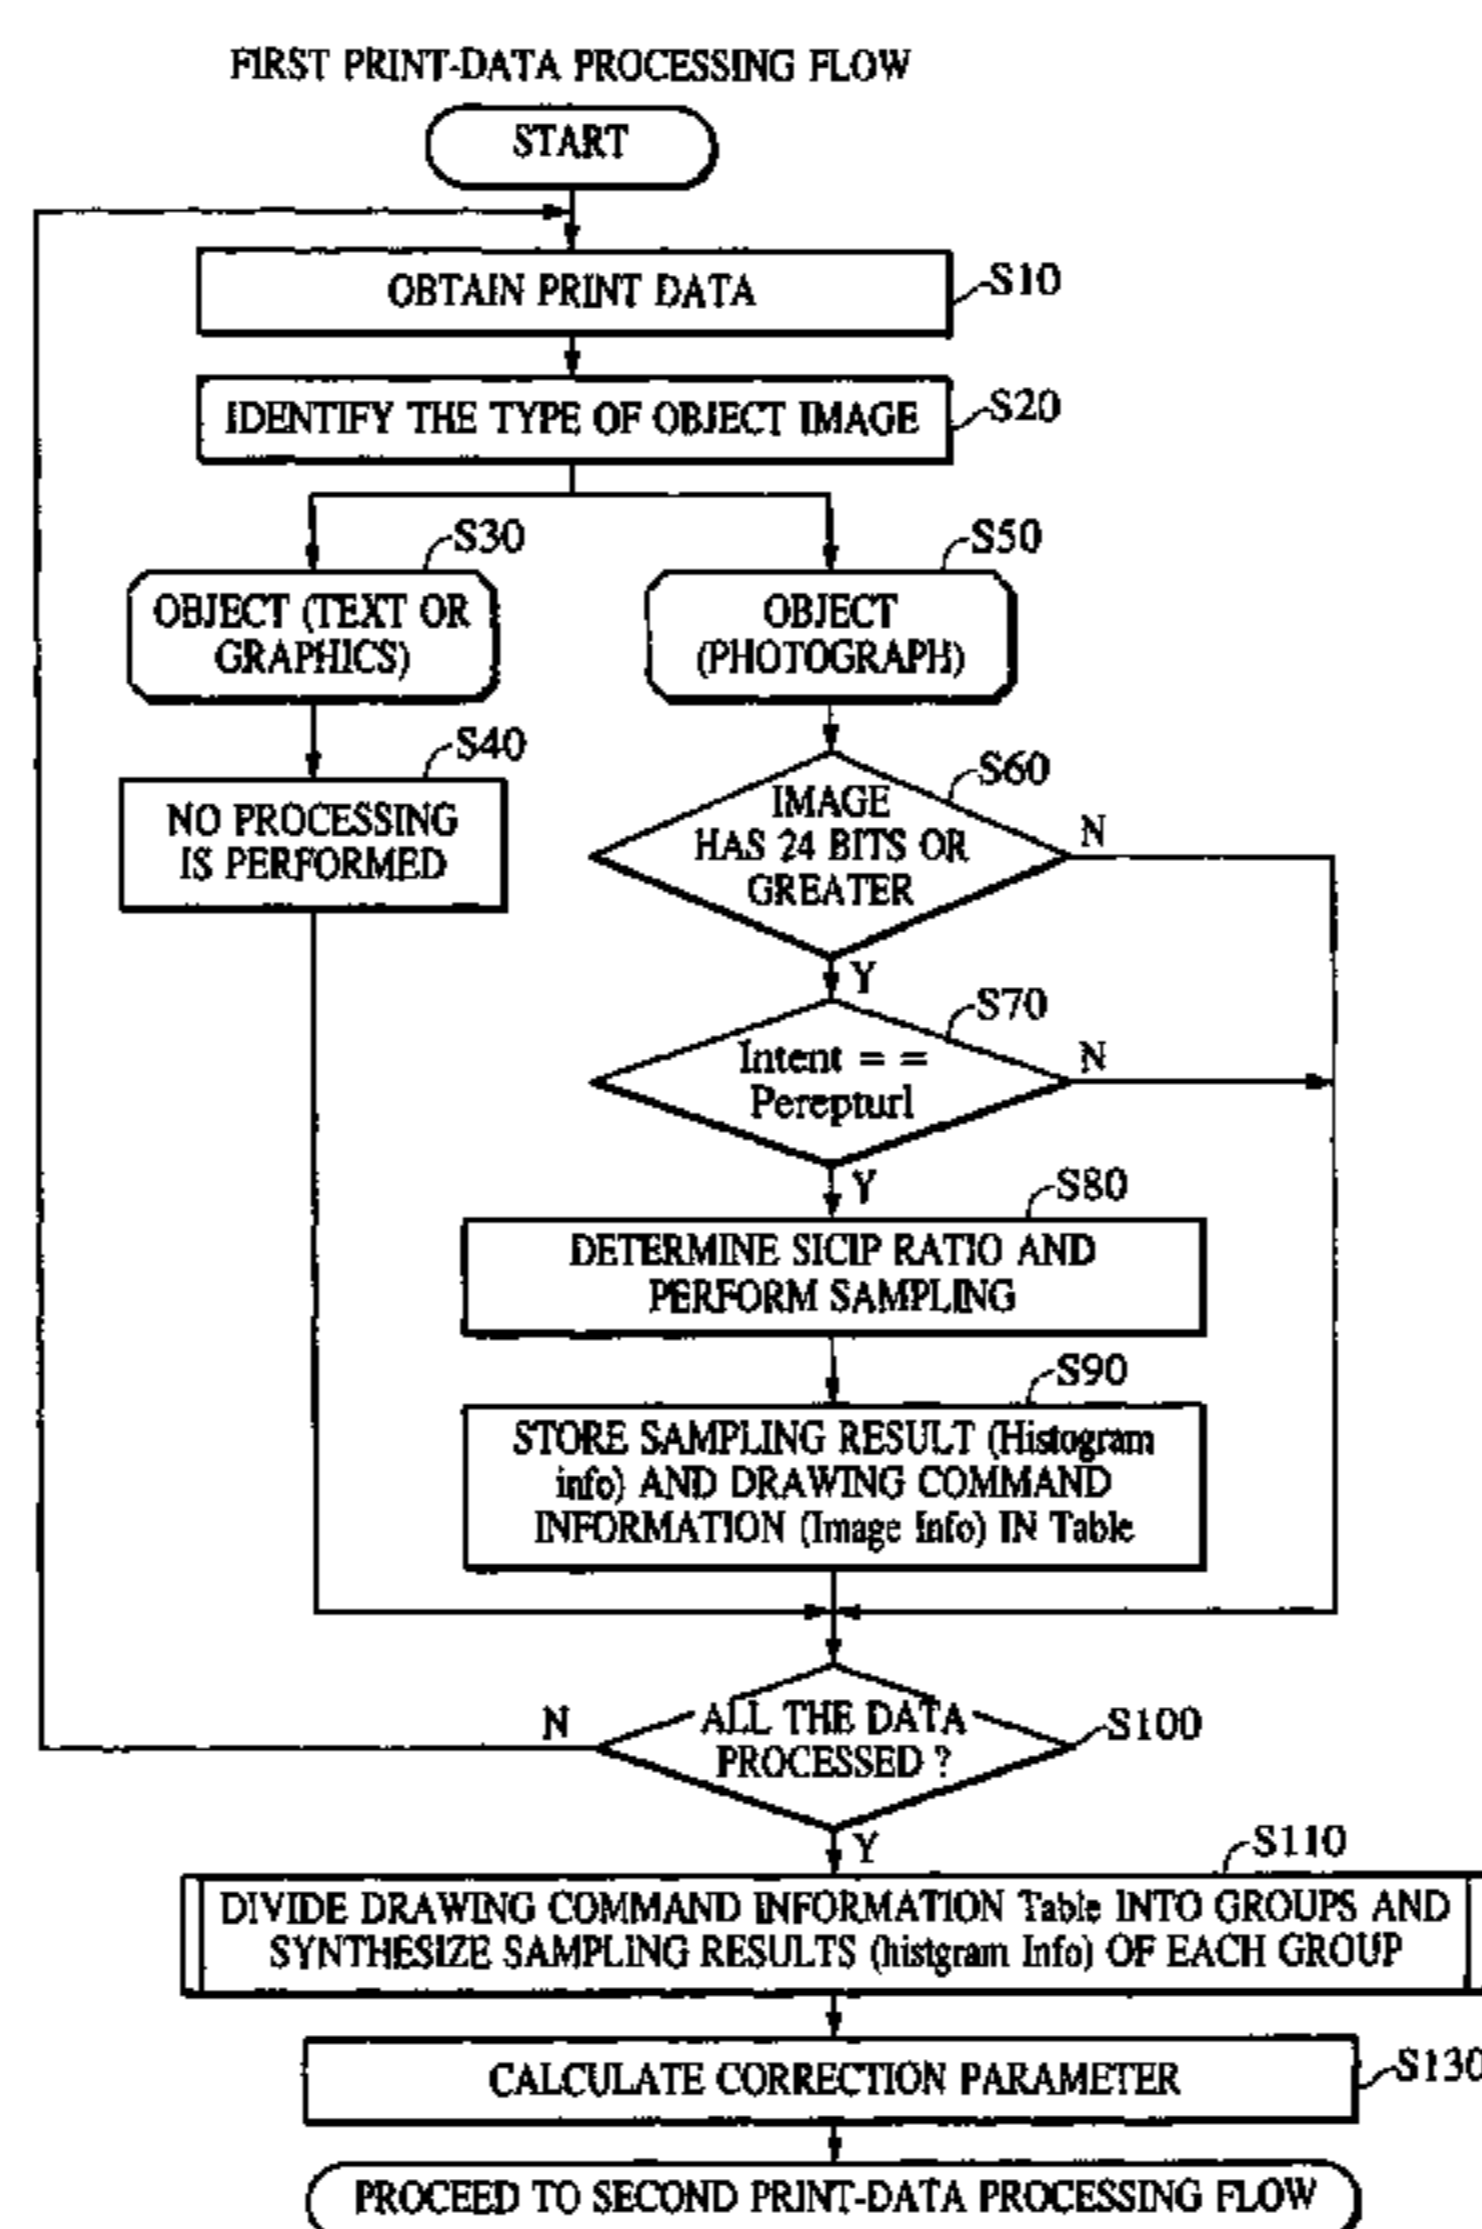 FIRST PRINT-DATA PROCESSING FLOW
START
OBTAIN PRINT DATA
S10
IDENTIFY THE TYPE OF OBJECT IMAGE
S20
S30
OBJECT (TEXT OR
GRAPHICS)
S50
OBJECT
(PHOTOGRAPH)
S40
NO PROCESSING
IS PERFORMED
S60
IMAGE
HAS 24 BITS OR
GREATER
N
Y
S70
Intent = =
Perepturl
N
Y
S80
DETERMINE SICIP RATIO AND
PERFORM SAMPLING
S90
STORE SAMPLING RESULT (Histogram
info) AND DRAWING COMMAND
INFORMATION (Image Info) IN Table
N
ALL THE DATA
PROCESSED ?
S100
Y
S110
DIVIDE DRAWING COMMAND INFORMATION Table INTO GROUPS AND
SYNTHESIZE SAMPLING RESULTS (histgram Info) OF EACH GROUP
CALCULATE CORRECTION PARAMETER
S130
PROCEED TO SECOND PRINT-DATA PROCESSING FLOW